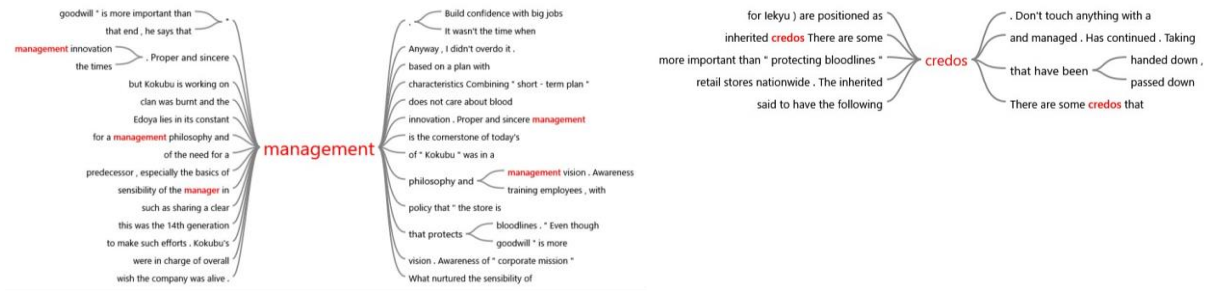 goodwill " is more important than
that end , he says that
.
management innovation
the times
. Proper and sincere
but Kokubu is working on
clan was burnt and the
Edoya lies in its constant
for a management philosophy and
of the need for a
predecessor , especially the basics of
sensibility of the manager in
such as sharing a clear
this was the 14th generation
to make such efforts . Kokubu's
were in charge of overall
wish the company was alive .
management
.
Build confidence with big jobs
It wasn't the time when
Anyway , I didn't overdo it .
based on a plan with
characteristics Combining " short - term plan "
does not care about blood
innovation . Proper and sincere management
is the cornerstone of today's
of " Kokubu " was in a
philosophy and
management vision . Awareness
training employees , with
policy that " the store is
that protects
bloodlines . " Even though
goodwill " is more
vision . Awareness of " corporate mission "
What nurtured the sensibility of
for Iekyu ) are positioned as
inherited credos There are some
more important than " protecting bloodlines "
retail stores nationwide . The inherited
said to have the following
credos
. Don't touch anything with a
and managed . Has continued . Taking
that have been
handed down ,
passed down
There are some credos that